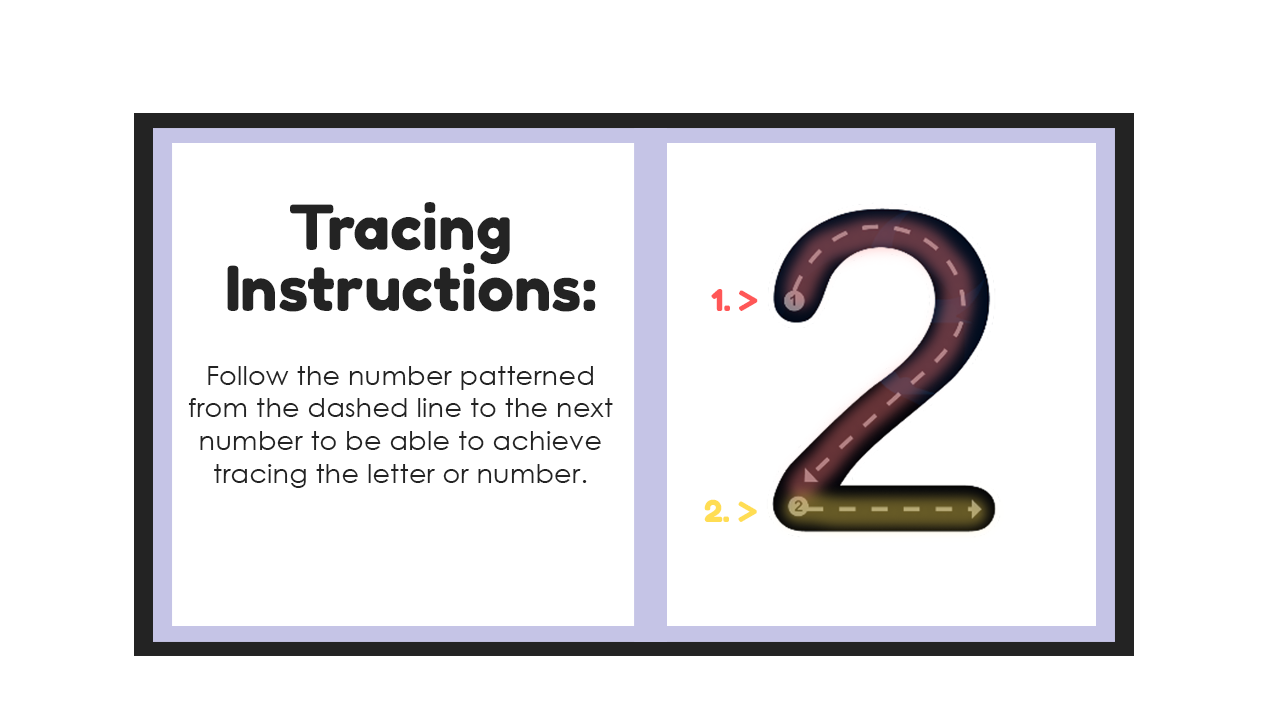 Tracing
Instructions:
Follow the number patterned
from the dashed line to the next
number to be able to achieve
tracing the letter or number.
1. >
1
2
2. >
2